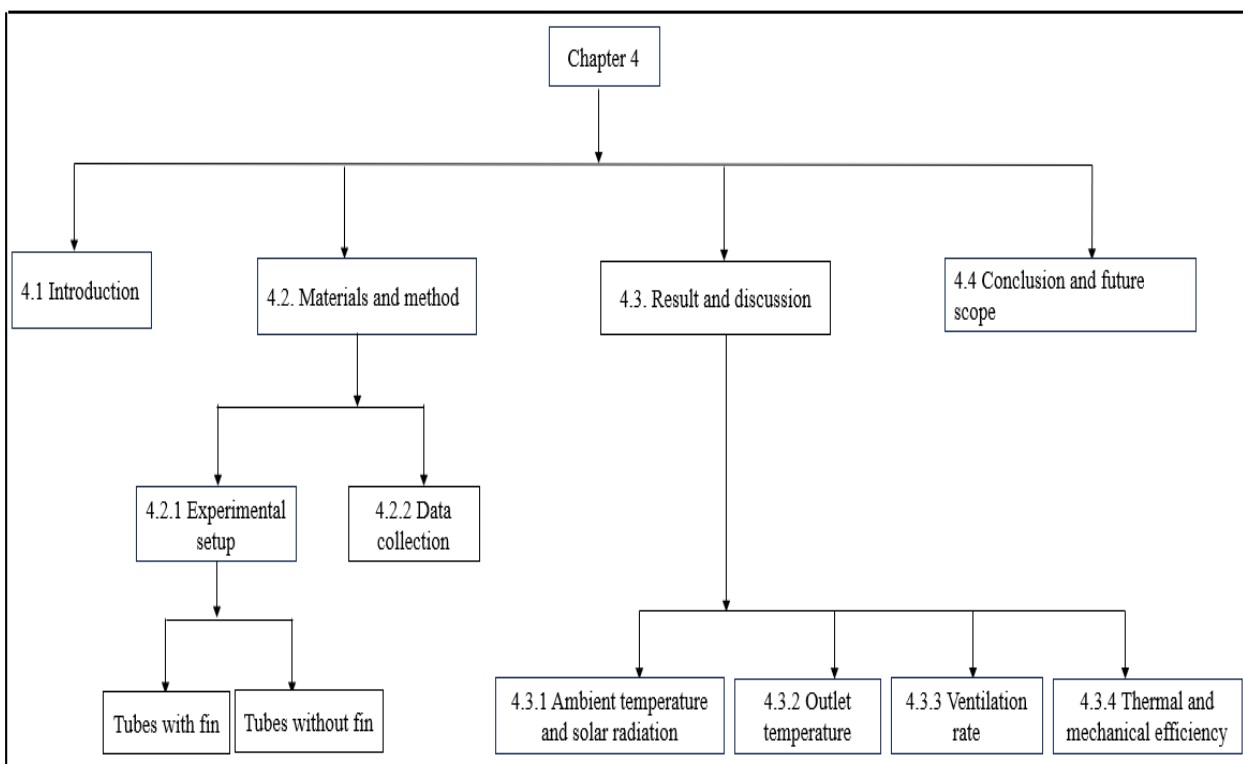 Chapter 4
4.1 Introduction
4.2. Materials and method
4.3. Result and discussion
4.4 Conclusion and future
scope
4.2.1 Experimental
setup
4.2.2 Data
collection
Tubes with fin
Tubes without fin
4.3.1 Ambient temperature
and solar radiation
4.3.2 Outlet
temperature
4.3.3 Ventilation
rate
4.3.4 Thermal and
mechanical efficiency